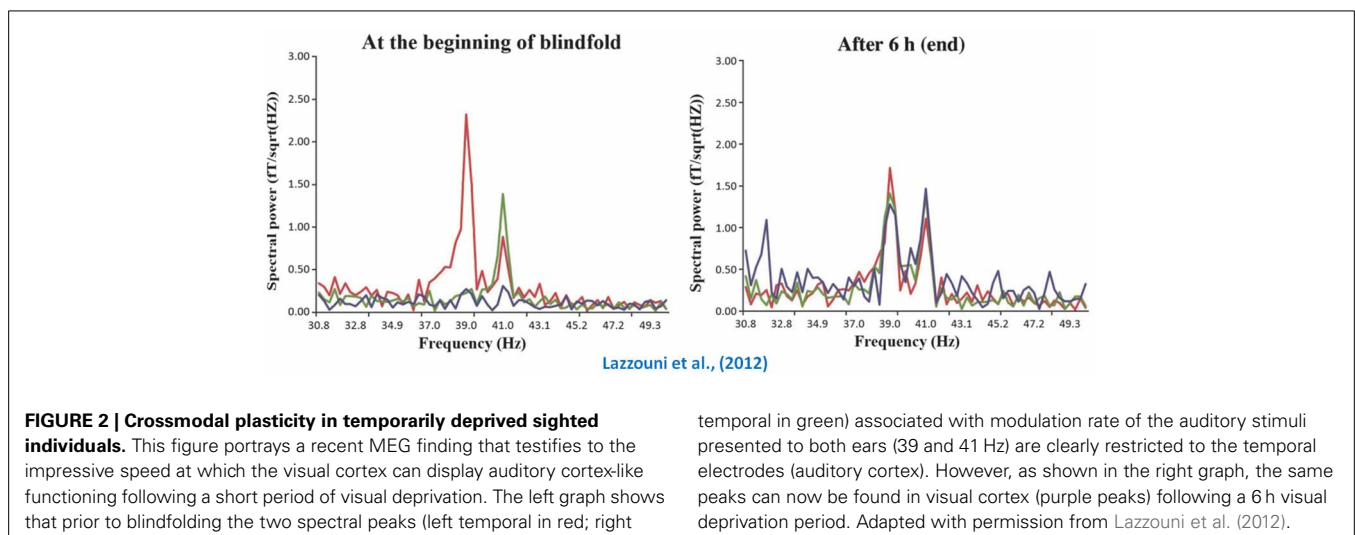 At the beginning of blindfold
Spectral power (fT/sqrt(HZ))
3.00
2.50
2.00
1.50
1.00
0.50
0.00
30.8 32.8 34.9 37.0 39.0 41.0 43.1 45.2 47.2 49.3
Frequency (Hz)
After 6 h (end)
Spectral power (fT/sqrt(HZ))
3.00
2.50
2.00
1.50
1.00
0.50
0.00
30.8 32.8 34.9 37.0 39.0 41.0 43.1 45.2 47.2 49.3
Frequency (Hz)
Lazzouni et al., (2012)
FIGURE 2 | Crossmodal plasticity in temporarily deprived sighted
individuals. This figure portrays a recent MEG finding that testifies to the
impressive speed at which the visual cortex can display auditory cortex-like
functioning following a short period of visual deprivation. The left graph shows
that prior to blindfolding the two spectral peaks (left temporal in red; right
temporal in green) associated with modulation rate of the auditory stimuli
presented to both ears (39 and 41 Hz) are clearly restricted to the temporal
electrodes (auditory cortex). However, as shown in the right graph, the same
peaks can now be found in visual cortex (purple peaks) following a 6 h visual
deprivation period. Adapted with permission from Lazzouni et al. (2012).